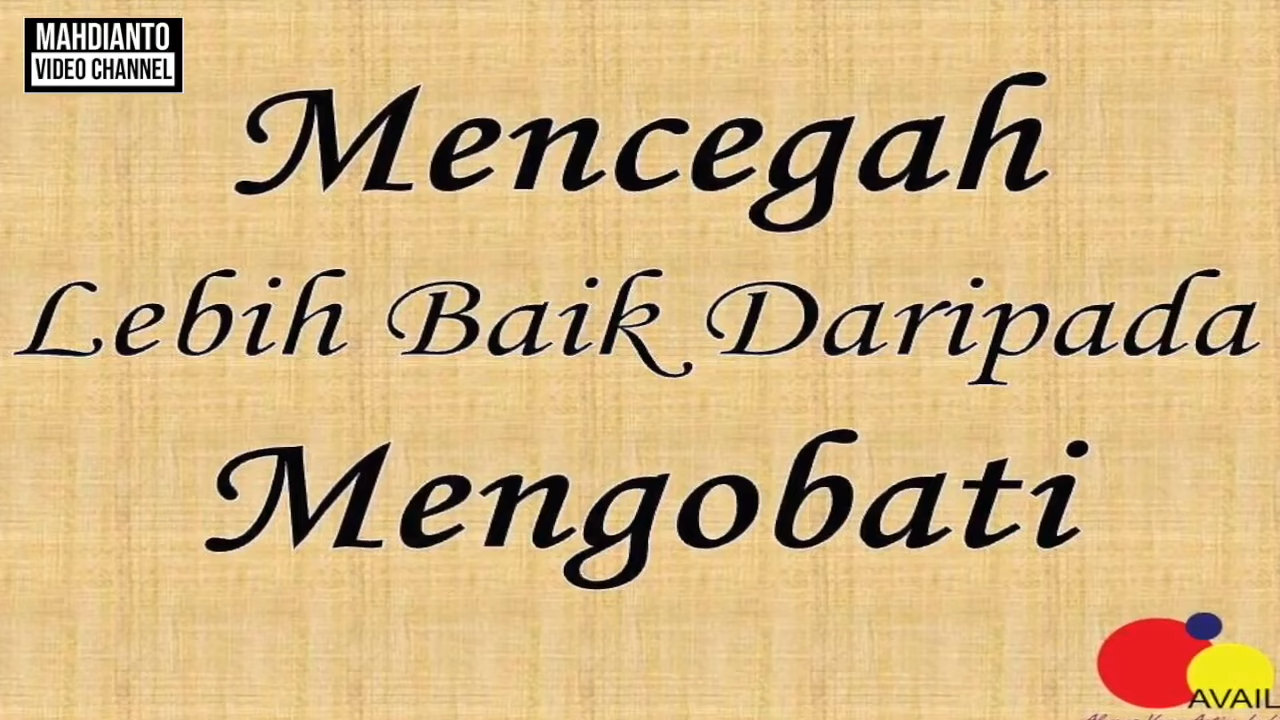 MAHDIANTO
VIDEO CHANNEL
Mencegah
Lebih Baik Daripada
Mengobati
AVAIL